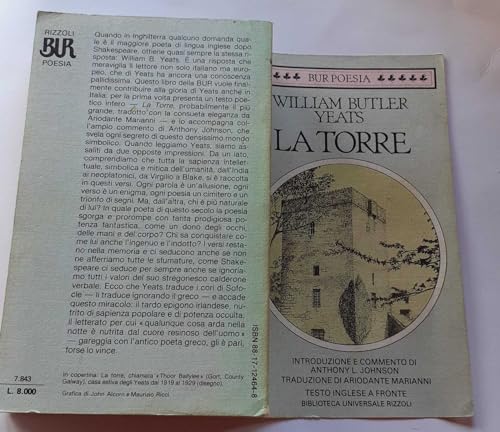 RIZZOLI
BUR
POESIA
Quando in Inghilterra qualcuno domanda qua-
le è il maggiore poeta di lingua inglese dopo
Shakespeare, ottiene quasi sempre la stessa ri-
sposta: William B. Yeats. È una risposta che
meraviglia il lettore non solo italiano ma euro-
peo, che di Yeats ha ancora una conoscenza
pallidissima. Questo libro della BUR vuole final-
mente contribuire alla gloria di Yeats anche in
Italia: per la prima volta presenta un testo poe-
tico intero — La Torre, probabilmente il più
grande, tradotto con la consueta eleganza da
Ariodante Marianni — e lo accompagna col-
l'ampio commento di Anthony Johnson, che
svela ogni segreto di questo densissimo mondo
simbolico. Quando leggiamo Yeats, siamo as-
saliti da due opposte impressioni. Da un lato,
comprendiamo che tutta la sapienza intellet-
tuale, simbolica e mitica dell'umanità, dall'India
ai neoplatonici, da Virgilio a Blake, si è raccolta
in questi versi. Ogni parola è un'allusione, ogni
verso è un enigma, ogni poesia un cimitero e un
trionfo di segni. Ma, dall'altra, chi è più naturale
di lui? In quale poeta di questo secolo la poesia
sgorga e prorompe con tanta prodigiosa po-
tenza fantastica, come un dono degli occhi,
delle mani e del corpo? Chi sa conquistare co-
me lui anche l'ingenuo e l'indotto? I versi resta-
no nella memoria e ci seducono anche se non
ne afferriamo tutte le sfumature, come Shake-
speare ci seduce per sempre anche se ignoria-
mo tutti i valori del suo stregonesco calderone
verbale. Ecco che Yeats traduce i cori di Sofo-
cle — li traduce ignorando il greco — e accade
questo miracolo: il tardo epigono irlandese, nu-
trito di sapienza popolare e di potenza occulta,
il letterato per cui « qualunque cosa arda nella
notte è nutrita dal cuore resinoso dell'uomo »
— gareggia con l'antico poeta greco, gli è pari,
forse lo vince.
ISBN 88-17-12464-8
In copertina: La torre, chiamata «Thoor Ballylee» (Gort, County
Galway), casa estiva degli Yeats dal 1919 al 1929 (disegno).
Grafica di John Alcorn e Maurizio Ricci.
7.843
L. 8.000
BUR POESIA
WILLIAM BUTLER
YEATS
LA TORRE
INTRODUZIONE E COMMENTO DI
ANTHONY L. JOHNSON
TRADUZIONE DI ARIODANTE MARIANNI
TESTO INGLESE A FRONTE
BIBLIOTECA UNIVERSALE RIZZOLI